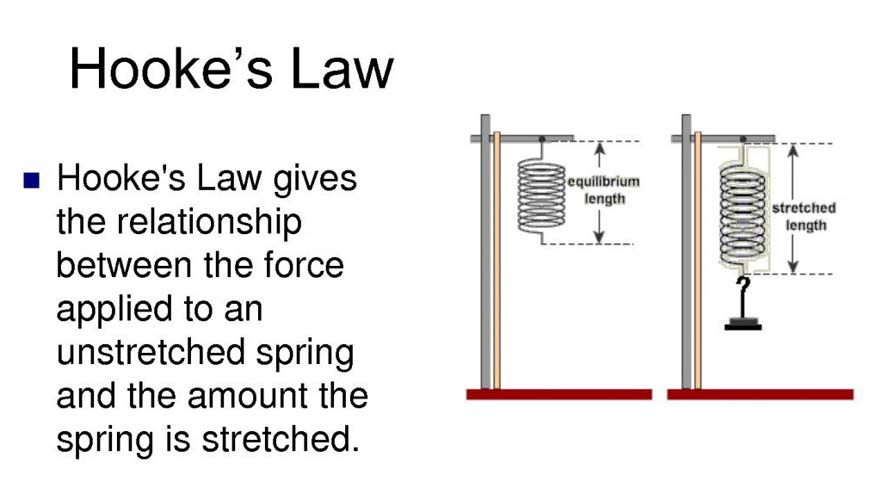 Hooke’s Law
Hooke's Law gives
the relationship
between the force
applied to an
unstretched spring
and the amount the
spring is stretched.
equilibrium
length
stretched
length